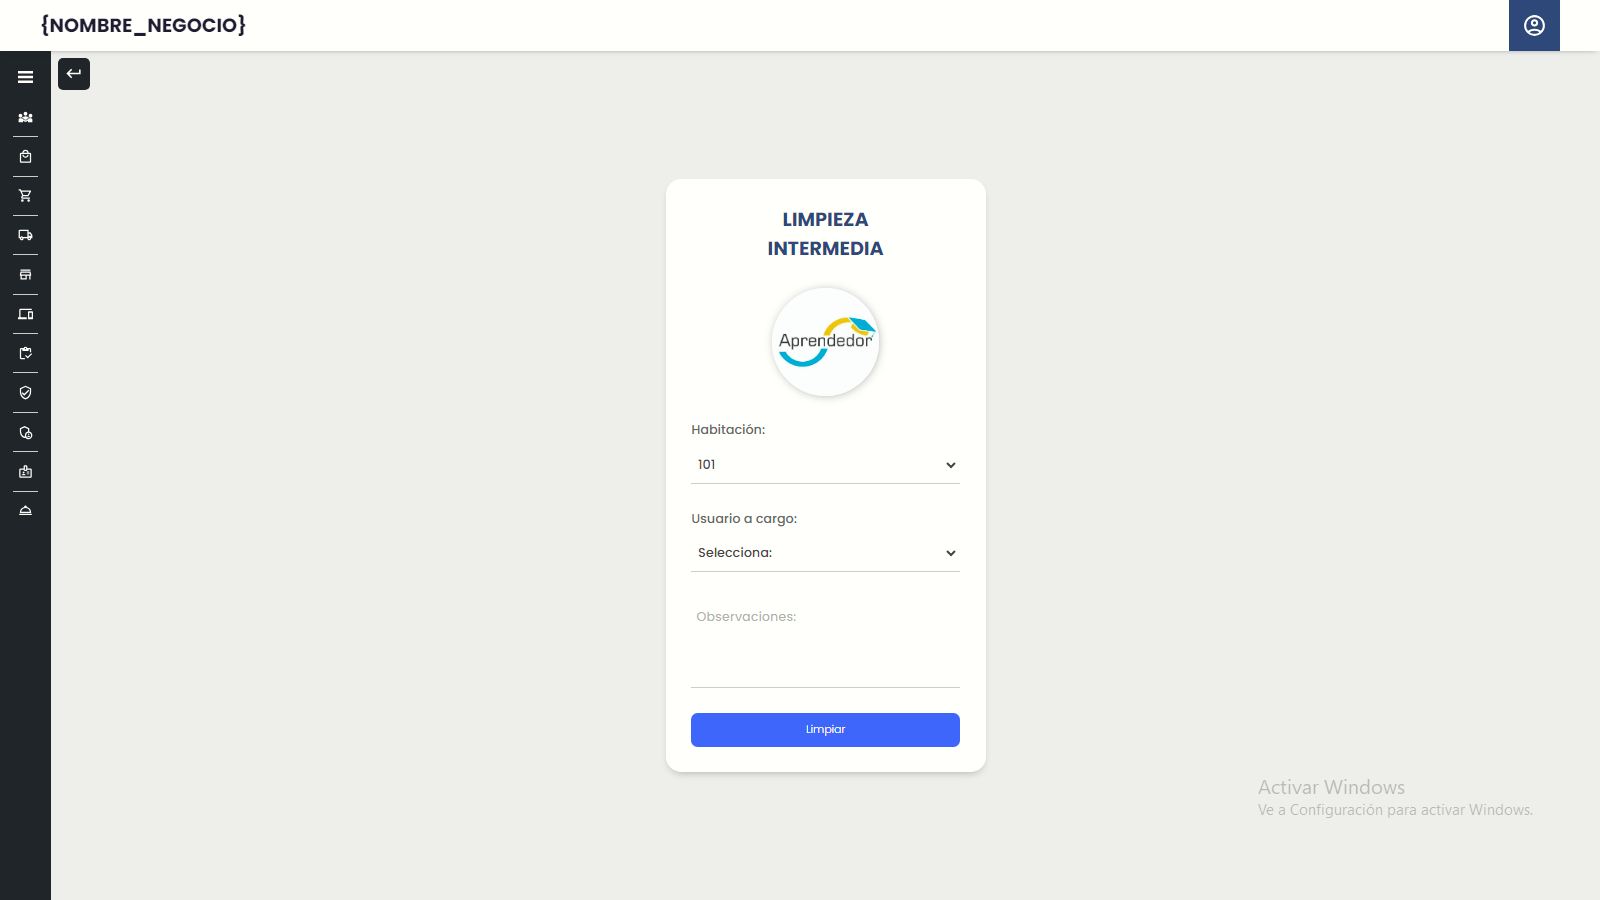 {NOMBRE_NEGOCIO}
LIMPIEZA
INTERMEDIA
Aprendedor
Habitación:
101
Usuario a cargo:
Selecciona:
Observaciones:
Limpiar
Activar Windows
Ve a Configuración para activar Windows.